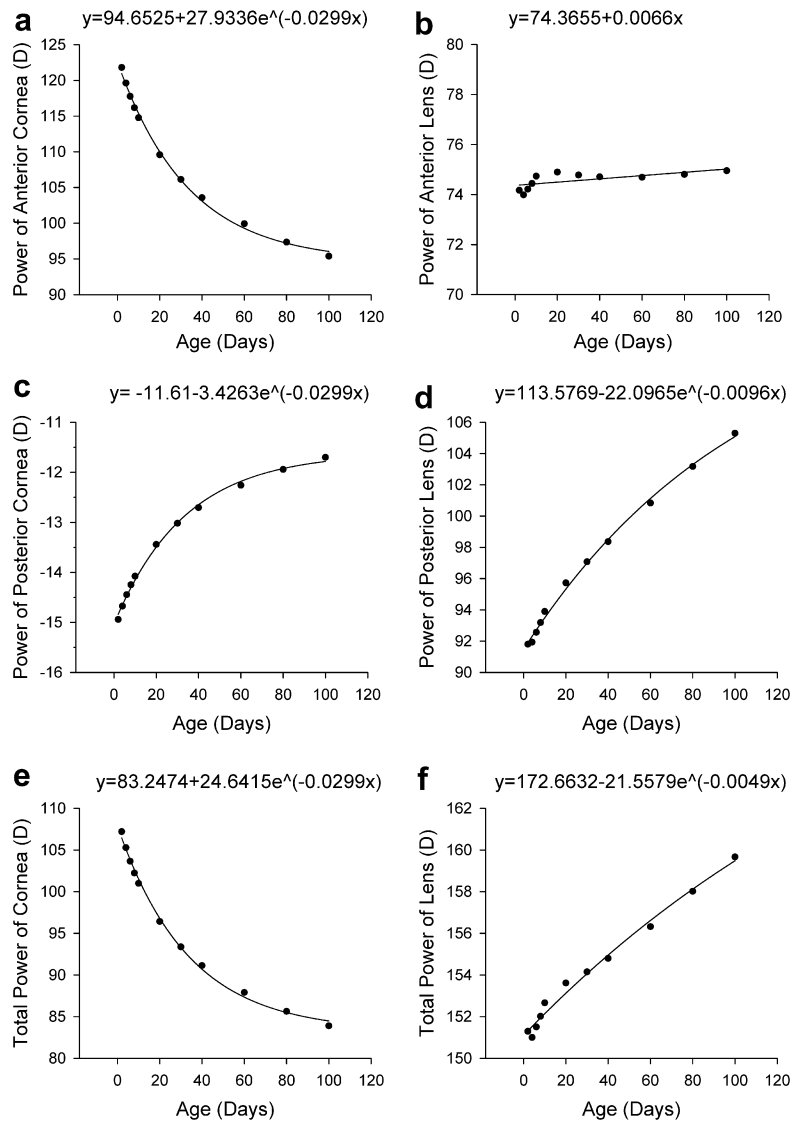 a
y=94.6525+27.9336e^(-0.0299x)
Power of Anterior Cornea (D)
125
120
115
110
105
100
95
90
0 20 40 60 80 100 120
Age (Days)
b
y=74.3655+0.0066x
Power of Anterior Lens (D)
80
78
76
74
72
70
0 20 40 60 80 100 120
Age (Days)
c
y= -11.61-3.4263e^(-0.0299x)
Power of Posterior Cornea (D)
-11
-12
-13
-14
-15
-16
0 20 40 60 80 100 120
Age (Days)
d
y=113.5769-22.0965e^(-0.0096x)
Power of Posterior Lens (D)
106
104
102
100
98
96
94
92
90
0 20 40 60 80 100 120
Age (Days)
e
y=83.2474+24.6415e^(-0.0299x)
Total Power of Cornea (D)
110
105
100
95
90
85
80
0 20 40 60 80 100 120
Age (Days)
f
y=172.6632-21.5579e^(-0.0049x)
Total Power of Lens (D)
162
160
158
156
154
152
150
0 20 40 60 80 100 120
Age (Days)